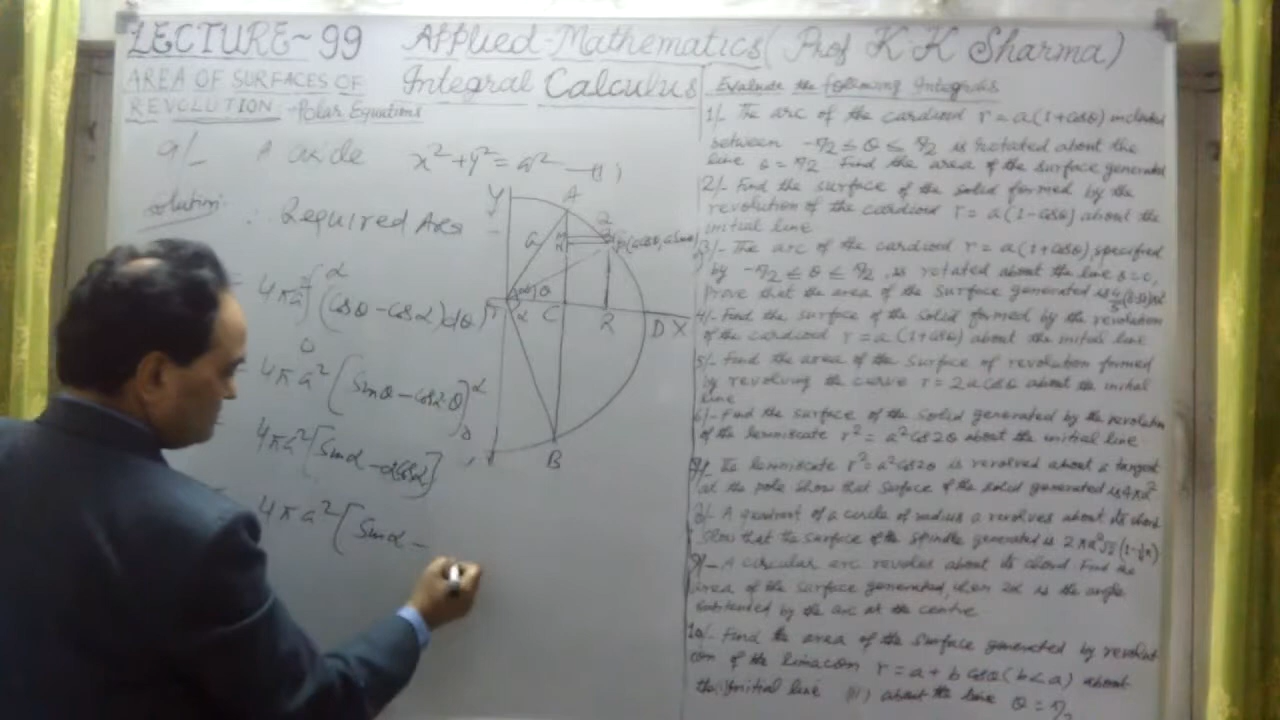 LECTURE~99 Applied-Mathematics( Prof K K Sharma)
AREA OF SURFACES OF
REVOLUTION - Polar Equations
Integral Calculus
9/- A circle x²+y²=a² —(1)
Solution: Required Area
4πa² ∫₀^α (cosθ - cosα)dθ
4πa² [sinθ - cosα θ]₀^α
4πa² [sinα - αcosα]
4πa² [sinα -
Y
A
Q
P(acosθ, asinθ)
M
N
a
θ
α
C
R
D X
B
Evaluate the following Integrals
1/- The arc of the cardioid r = a(1+cosθ) included
between -π/2 ≤ θ ≤ π/2 is rotated about the
line θ = π/2 Find the area of the surface generated
2/- Find the surface of the solid formed by the
revolution of the cardioid r = a(1-cosθ) about the
initial line
3/- The arc of the cardioid r = a(1+cosθ) specified
by -π/2 ≤ θ ≤ π/2, is rotated about the line θ=0,
Prove that the area of the surface generated is
4/- Find the surface of the solid formed by the revolution
of the cardioid r = a (1+cosθ) about the initial line
5/- Find the area of the surface of revolution formed
by revolving the curve r = 2a cosθ about the initial
line
6/- Find the surface of the solid generated by the revolution
of the lemniscate r² = a² cos2θ about the initial line
7/- The lemniscate r² = a²cos2θ is revolved about a tangent
at the pole show that surface of the solid generated is 4πa²
8/- A quadrant of a circle of radius a revolves about its chord
show that the surface of the spindle generated is 2πa²√2 (1-¼π)
9/- A circular arc revolves about its chord Find the
area of the surface generated, when 2α is the angle
subtended by the arc at the centre
10/- Find the area of the surface generated by revolut
ion of the limacon r = a + b cosθ (b<a) about
the initial line (ii) about the line θ = π/2